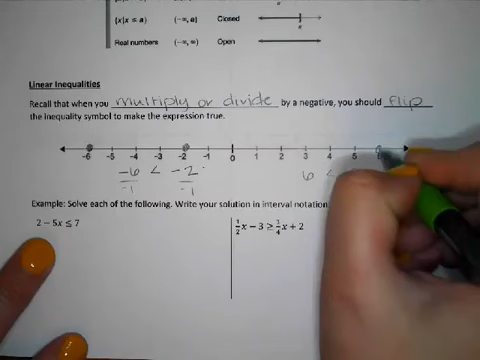 {x|x ≤ a} (-∞, a] Closed
a
Real numbers (-∞, ∞) Open
Linear Inequalities
Recall that when you multiply or divide by a negative, you should flip
the inequality symbol to make the expression true.
-6 -5 -4 -3 -2 -1 0 1 2 3 4 5 6
-6 < -2 6 <
-1 -1
Example: Solve each of the following. Write your solution in interval notation
2 - 5x ≤ 7 1/2 x - 3 ≥ 3/4 x + 2